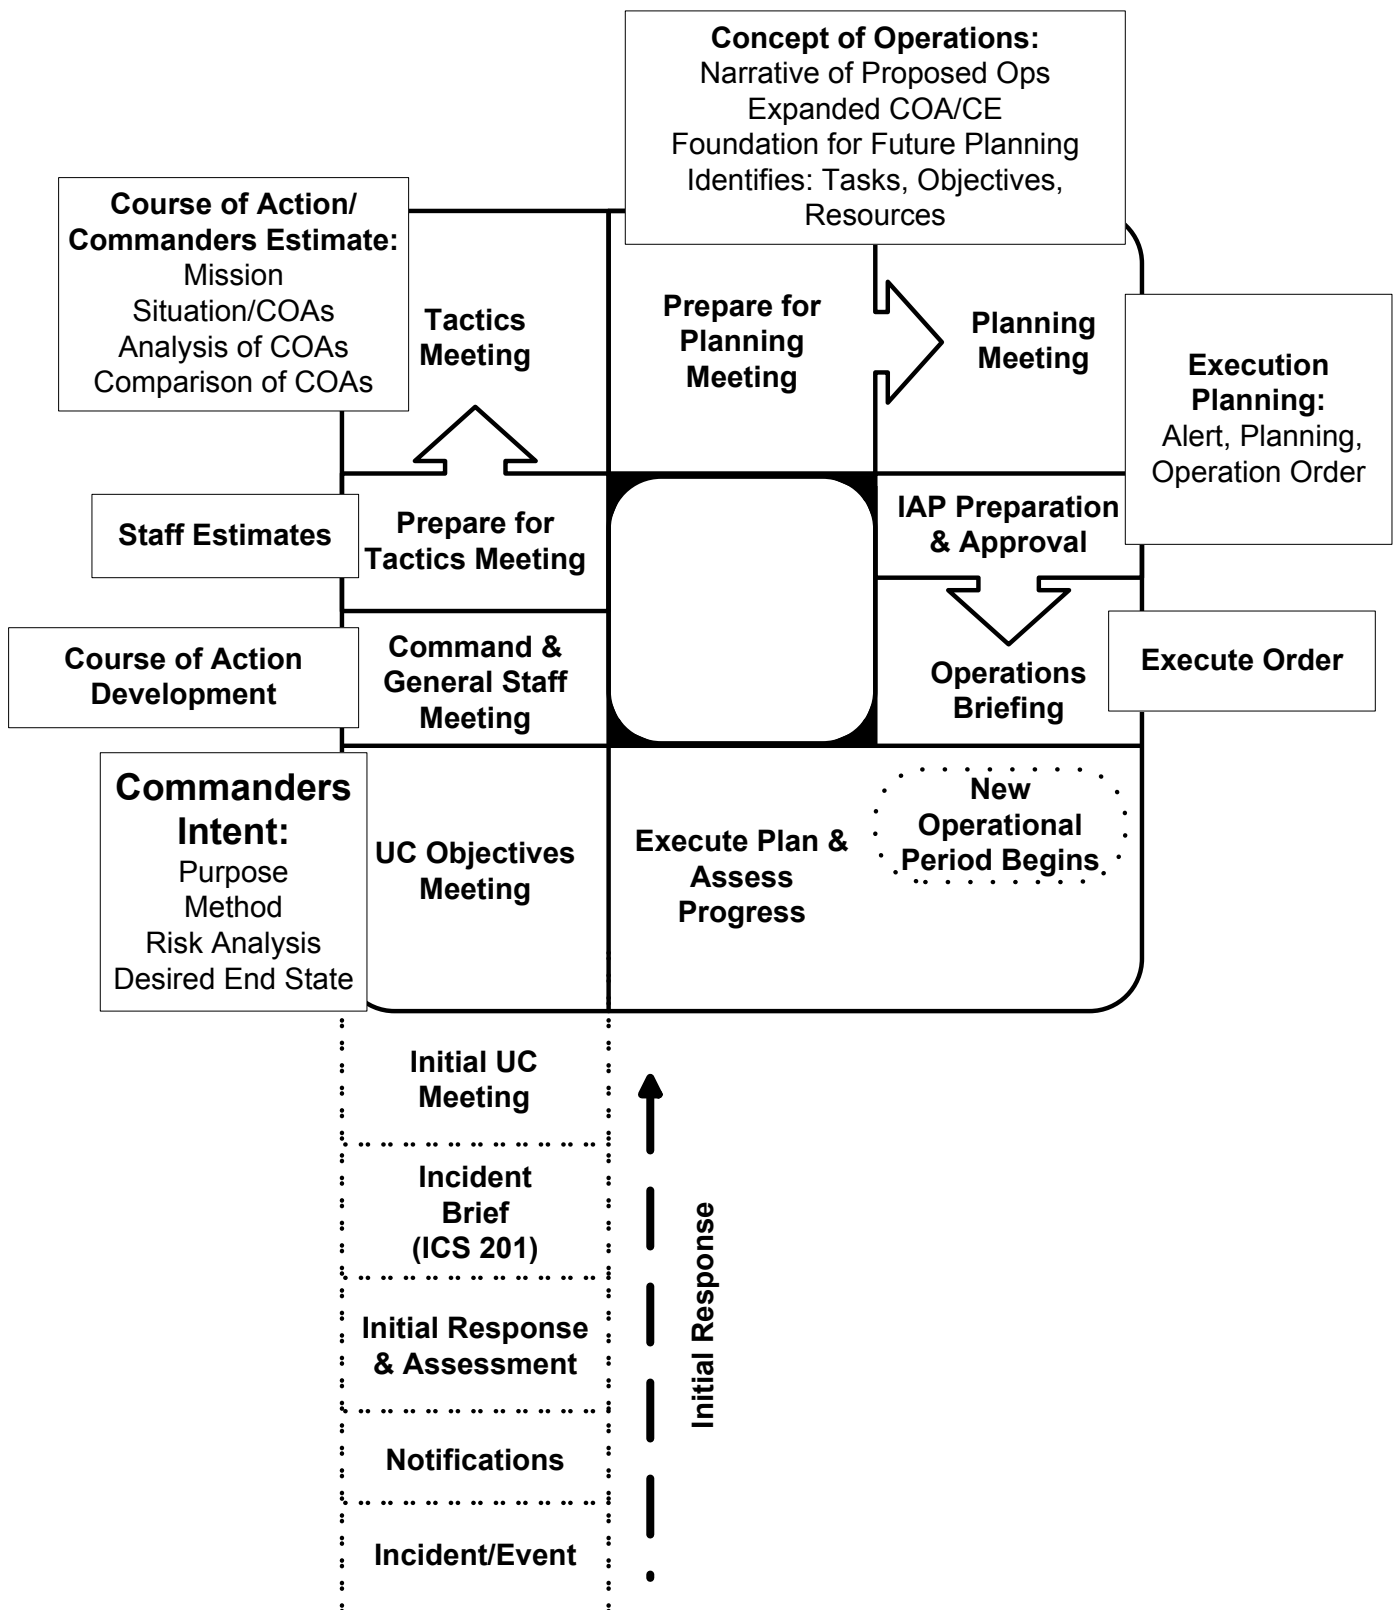 Concept of Operations:
Narrative of Proposed Ops
Expanded COA/CE
Foundation for Future Planning
Identifies: Tasks, Objectives,
Resources
Course of Action/
Commanders Estimate:
Mission
Situation/COAs
Analysis of COAs
Comparison of COAs
Tactics
Meeting
Prepare for
Planning
Meeting
Planning
Meeting
Execution
Planning:
Alert, Planning,
Operation Order
Staff Estimates
Prepare for
Tactics Meeting
IAP Preparation
& Approval
Course of Action
Development
Command &
General Staff
Meeting
Operations
Briefing
Execute Order
Commanders
Intent:
Purpose
Method
Risk Analysis
Desired End State
UC Objectives
Meeting
Execute Plan &
Assess
Progress
New
Operational
Period Begins
Initial UC
Meeting
Incident
Brief
(ICS 201)
Initial Response
& Assessment
Notifications
Incident/Event
Initial Response